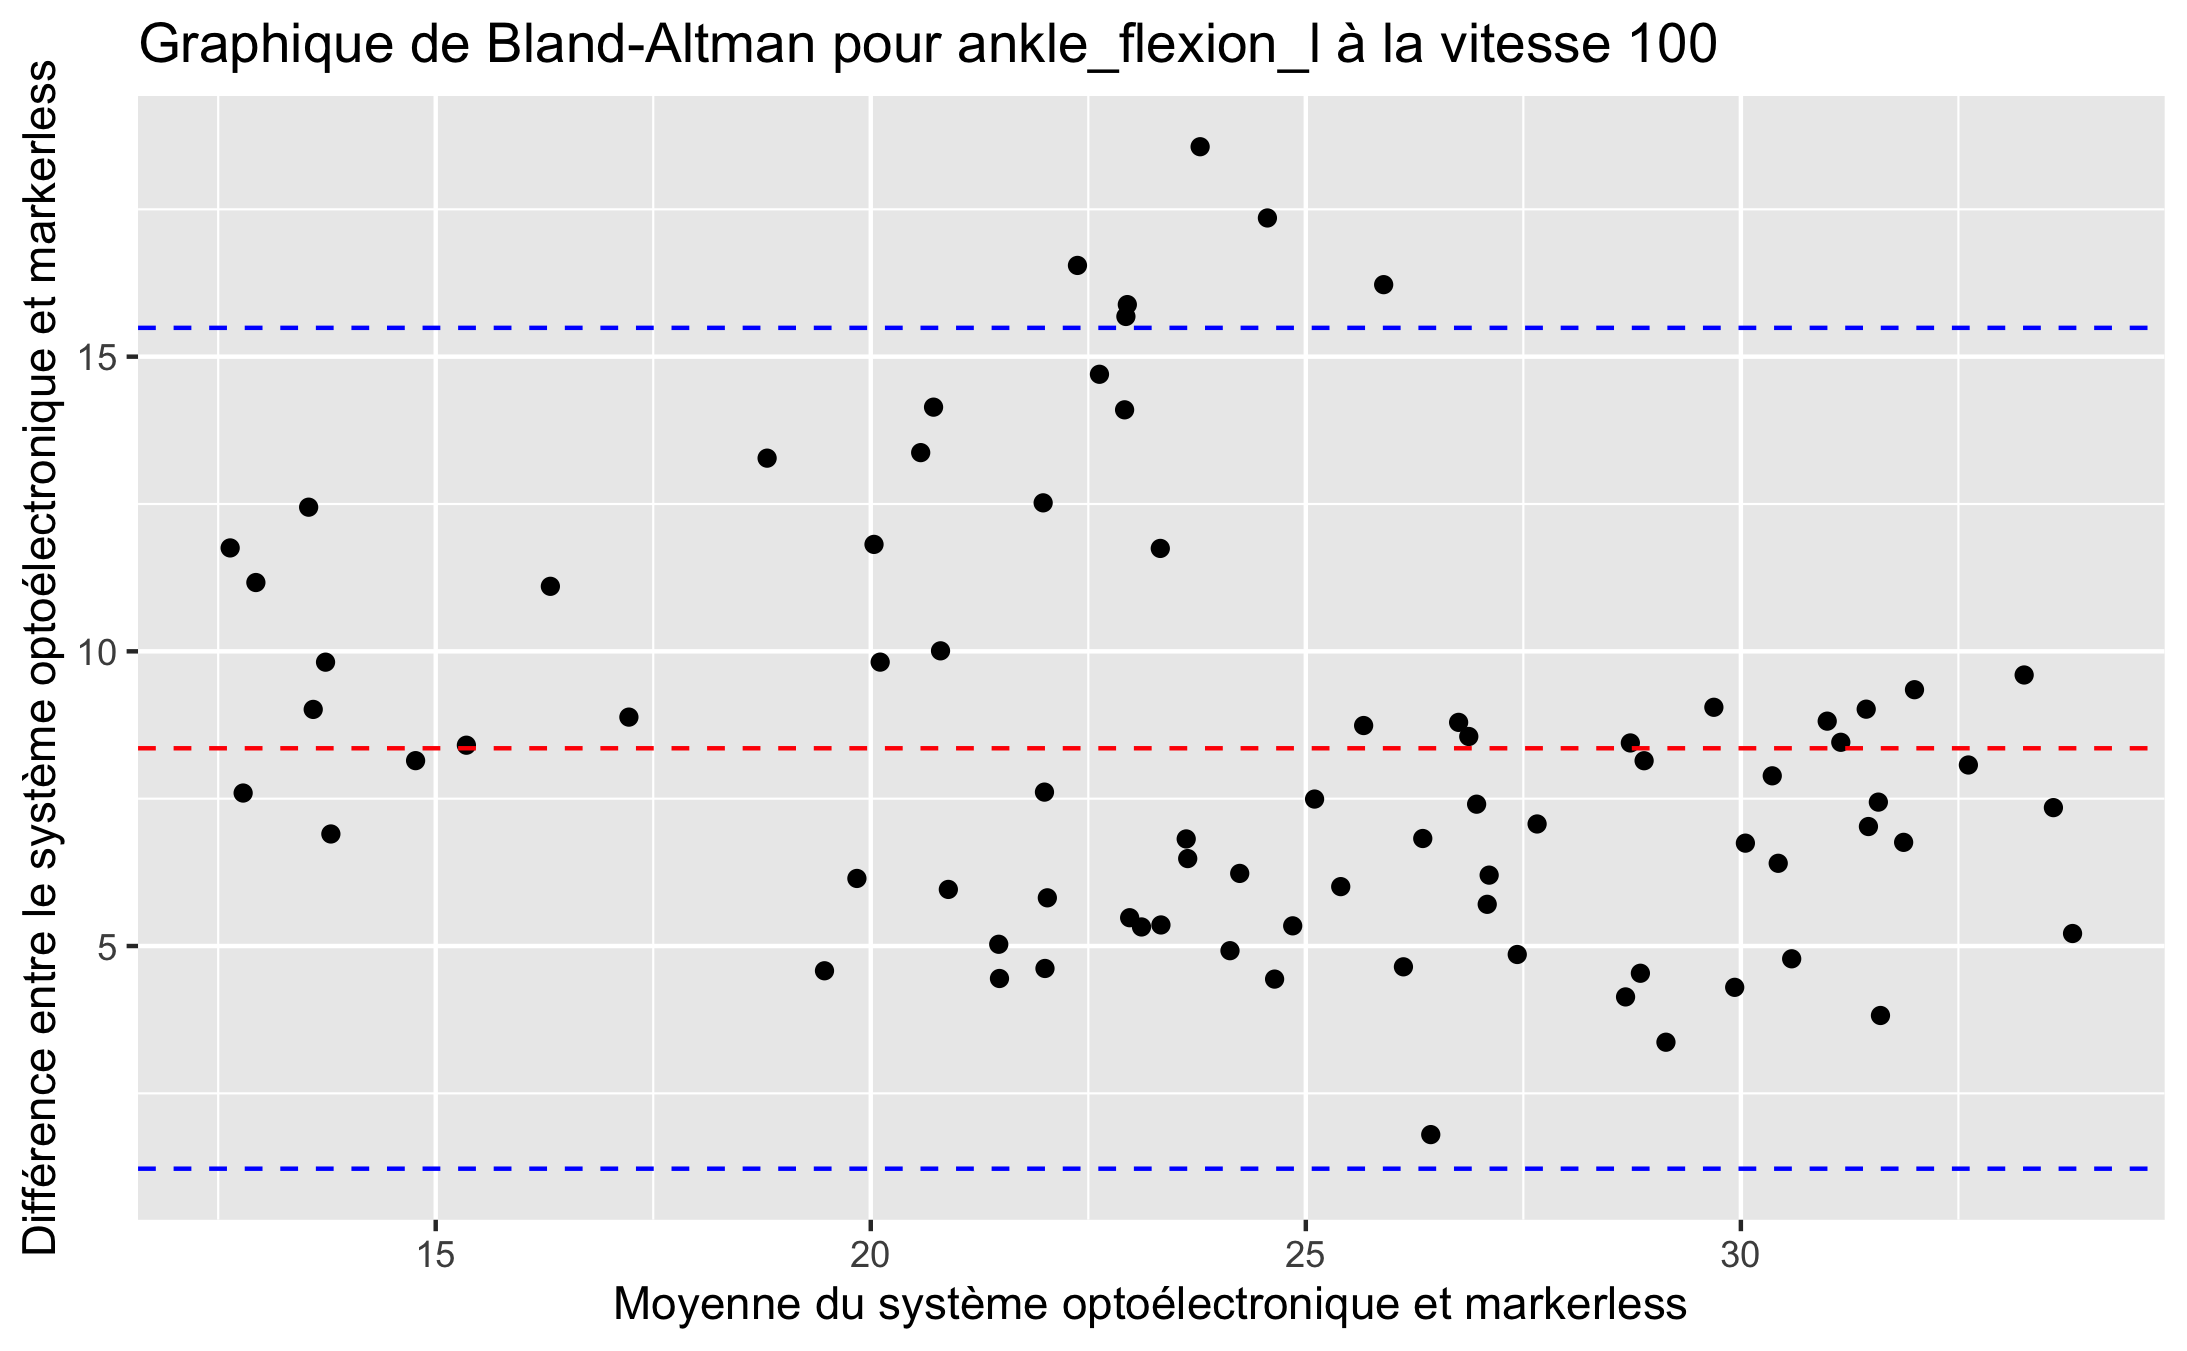 Graphique de Bland-Altman pour ankle_flexion_l à la vitesse 100
Différence entre le système optoélectronique et markerless
15
10
5
15
20
25
30
Moyenne du système optoélectronique et markerless